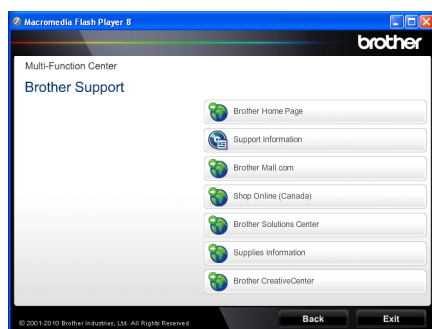 Macromedia Flash Player 8
brother
Multi-Function Center
Brother Support
Brother Home Page
Support Information
Brother Mall.com
Shop Online (Canada)
Brother Solutions Center
Supplies Information
Brother CreativeCenter
© 2001-2010 Brother Industries, Ltd. All Rights Reserved.
Back Exit